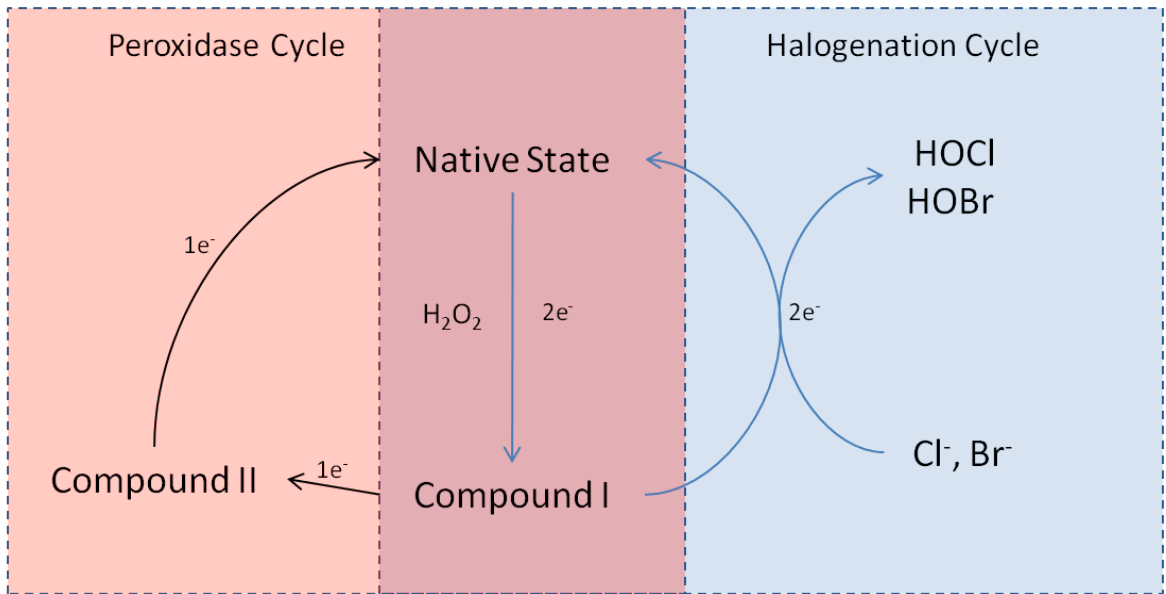 Peroxidase Cycle
Halogenation Cycle
Native State
HOCl
HOBr
1e⁻
H₂O₂
2e⁻
2e⁻
Compound II
1e⁻
Compound I
Cl⁻, Br⁻